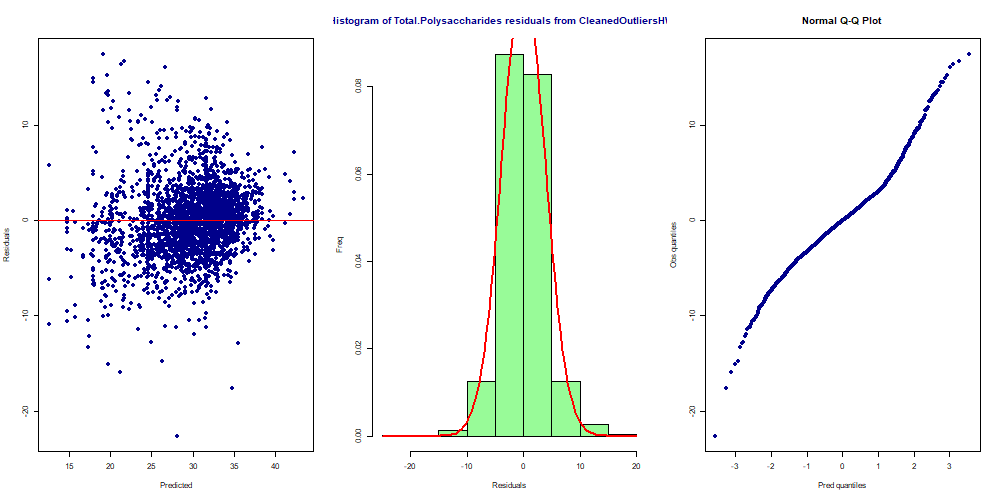 Histogram of Total.Polysaccharides residuals from CleanedOutliersHW
Normal Q-Q Plot
Residuals
-20 -10 0 10
15 20 25 30 35 40
Predicted
Freq
0.00 0.02 0.04 0.06 0.08
-20 -10 0 10 20
Residuals
Obs quantiles
-20 -10 0 10
-3 -2 -1 0 1 2 3
Pred quantiles